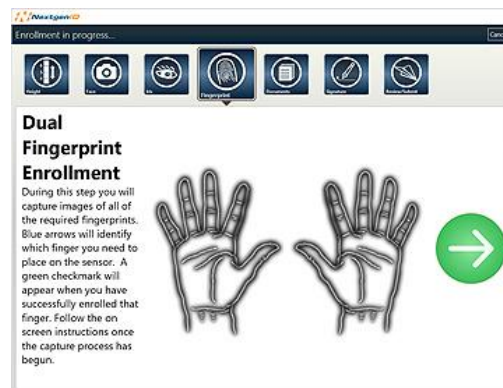 NextgenID
Enrollment in progress...
Height
Face
Iris
Fingerprint
Documents
Signature
Review/Submit
Dual
Fingerprint
Enrollment
During this step you will
capture images of all of
the required fingerprints.
Blue arrows will identify
which finger you need to
place on the sensor. A
green checkmark will
appear when you have
successfully enrolled that
finger. Follow the on
screen instructions once
the capture process has
begun.